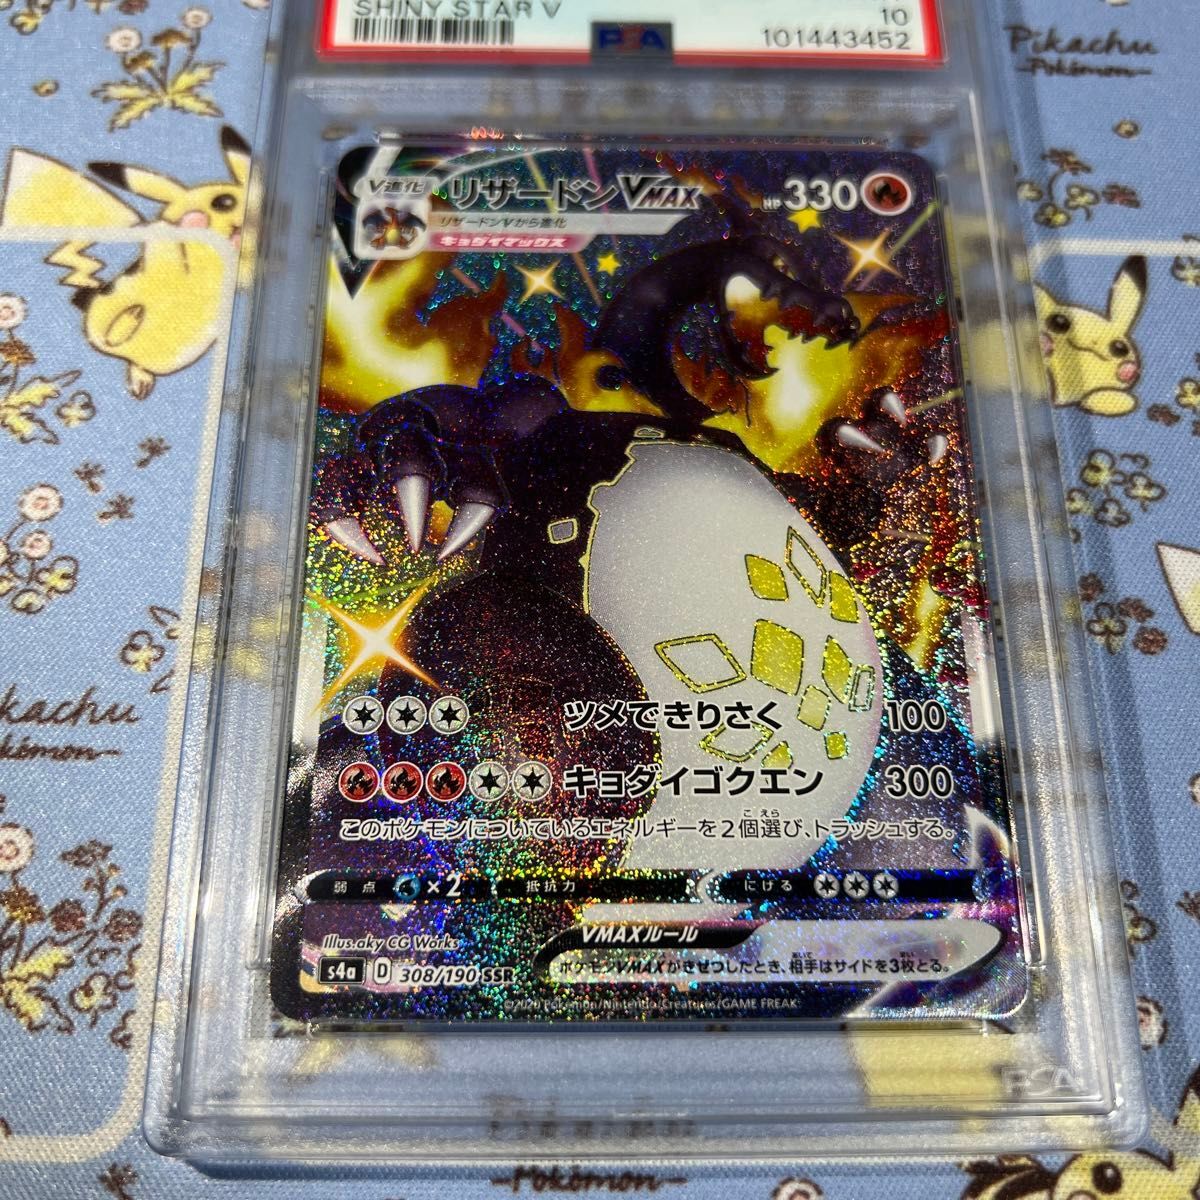 SHINY STAR V
10
PSA
101443452
Pikachu
-Pokémon-
V進化
リザードンVMAX
HP 330
リザードンVから進化
キョダイマックス
ツメできりさく 100
キョダイゴクエン 300
このポケモンについているエネルギーを2個選び、トラッシュする。
弱点 ×2 抵抗力 にげる
Illus.aky CG Works
VMAXルール
s4a D 308/190 SSR
ポケモンVMAXがきぜつしたとき、相手はサイドを3枚とる。
©2020 Pokémon/Nintendo/Creatures/GAME FREAK
kachu
Pokémon-
PSA
-Pokémon-